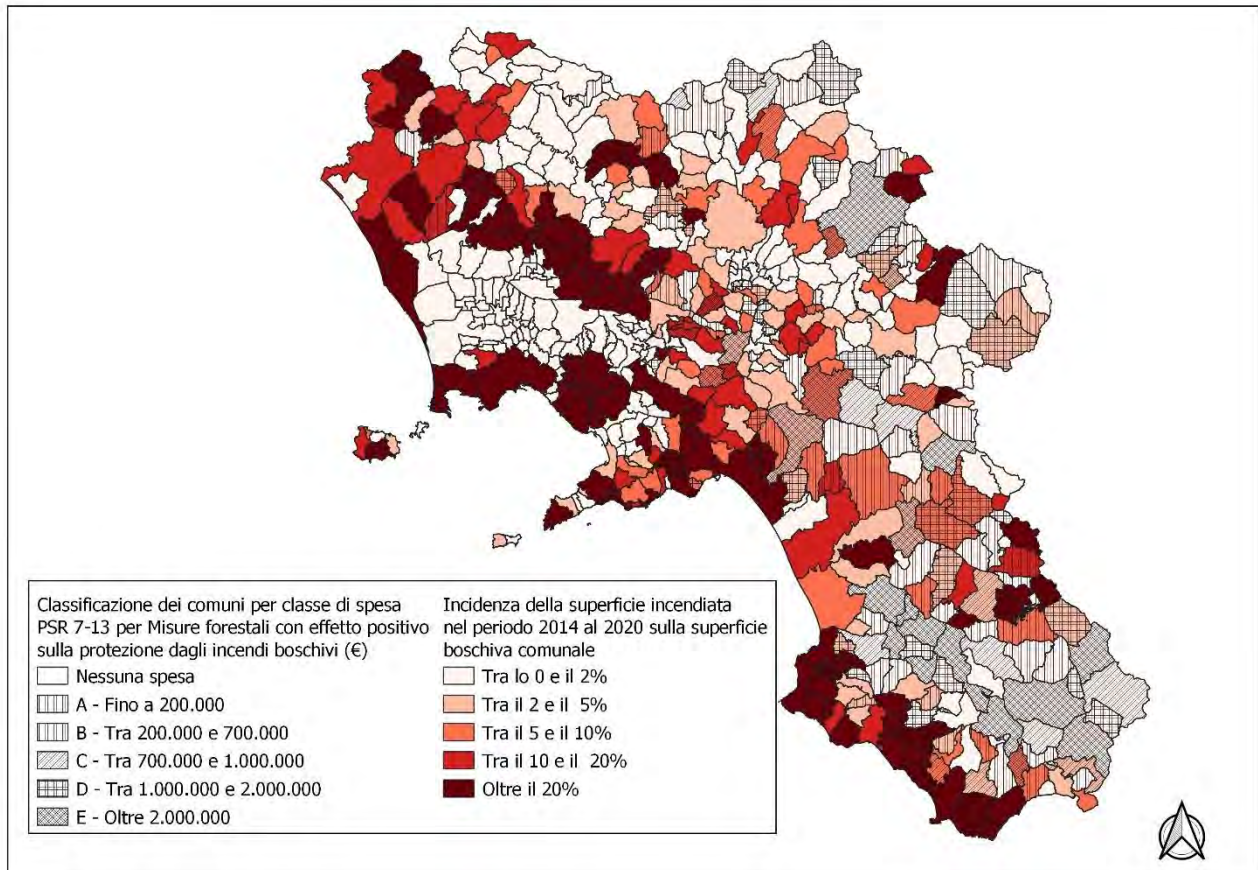 Classificazione dei comuni per classe di spesa
PSR 7-13 per Misure forestali con effetto positivo
sulla protezione dagli incendi boschivi (€)
Nessuna spesa
A - Fino a 200.000
B - Tra 200.000 e 700.000
C - Tra 700.000 e 1.000.000
D - Tra 1.000.000 e 2.000.000
E - Oltre 2.000.000
Incidenza della superficie incendiata
nel periodo 2014 al 2020 sulla superficie
boschiva comunale
Tra lo 0 e il 2%
Tra il 2 e il 5%
Tra il 5 e il 10%
Tra il 10 e il 20%
Oltre il 20%